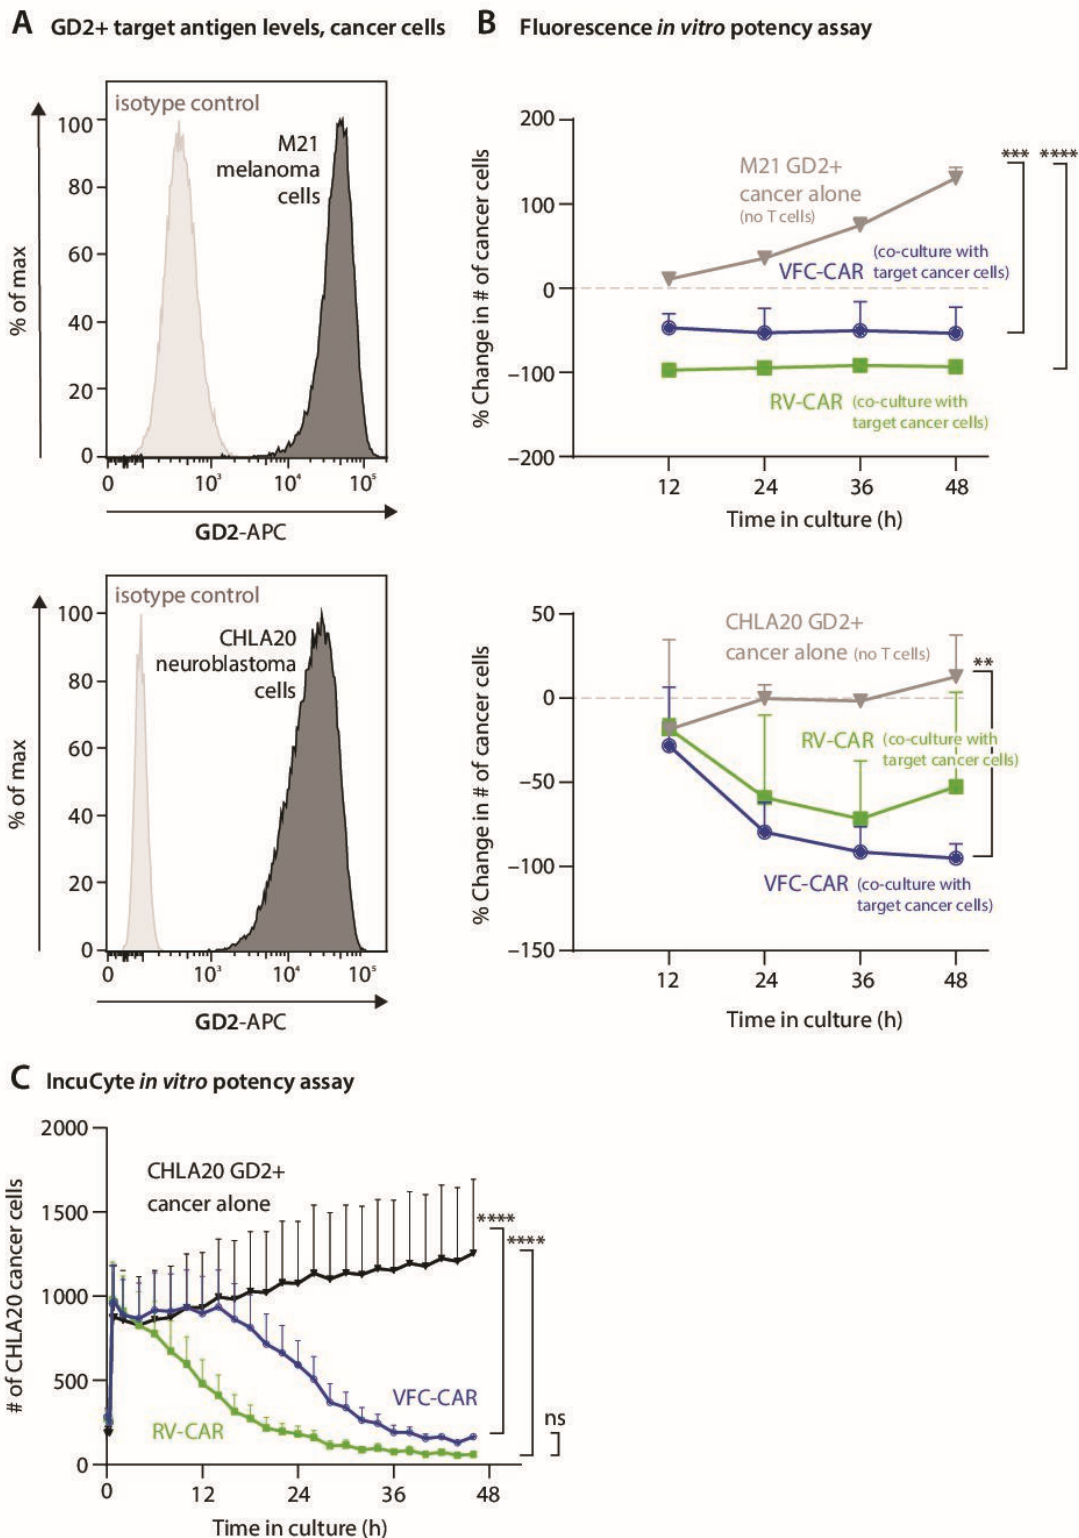 A GD2+ target antigen levels, cancer cells
isotype control
M21
melanoma
cells
% of max
100
80
60
40
20
0
0 10³ 10⁴ 10⁵
GD2-APC
isotype control
CHLA20
neuroblastoma
cells
% of max
100
80
60
40
20
0
0 10³ 10⁴ 10⁵
GD2-APC
B Fluorescence in vitro potency assay
% Change in # of cancer cells
200
100
0
−100
−200
M21 GD2+
cancer alone
(no T cells)
VFC-CAR (co-culture with
target cancer cells)
RV-CAR (co-culture with
target cancer cells)
*** ****
12 24 36 48
Time in culture (h)
% Change in # of cancer cells
50
0
−50
−100
−150
CHLA20 GD2+
cancer alone (no T cells)
**
RV-CAR (co-culture with
target cancer cells)
VFC-CAR (co-culture with
target cancer cells)
12 24 36 48
Time in culture (h)
C IncuCyte in vitro potency assay
# of CHLA20 cancer cells
2000
1500
1000
500
0
CHLA20 GD2+
cancer alone
****
****
VFC-CAR
RV-CAR
ns
0 12 24 36 48
Time in culture (h)